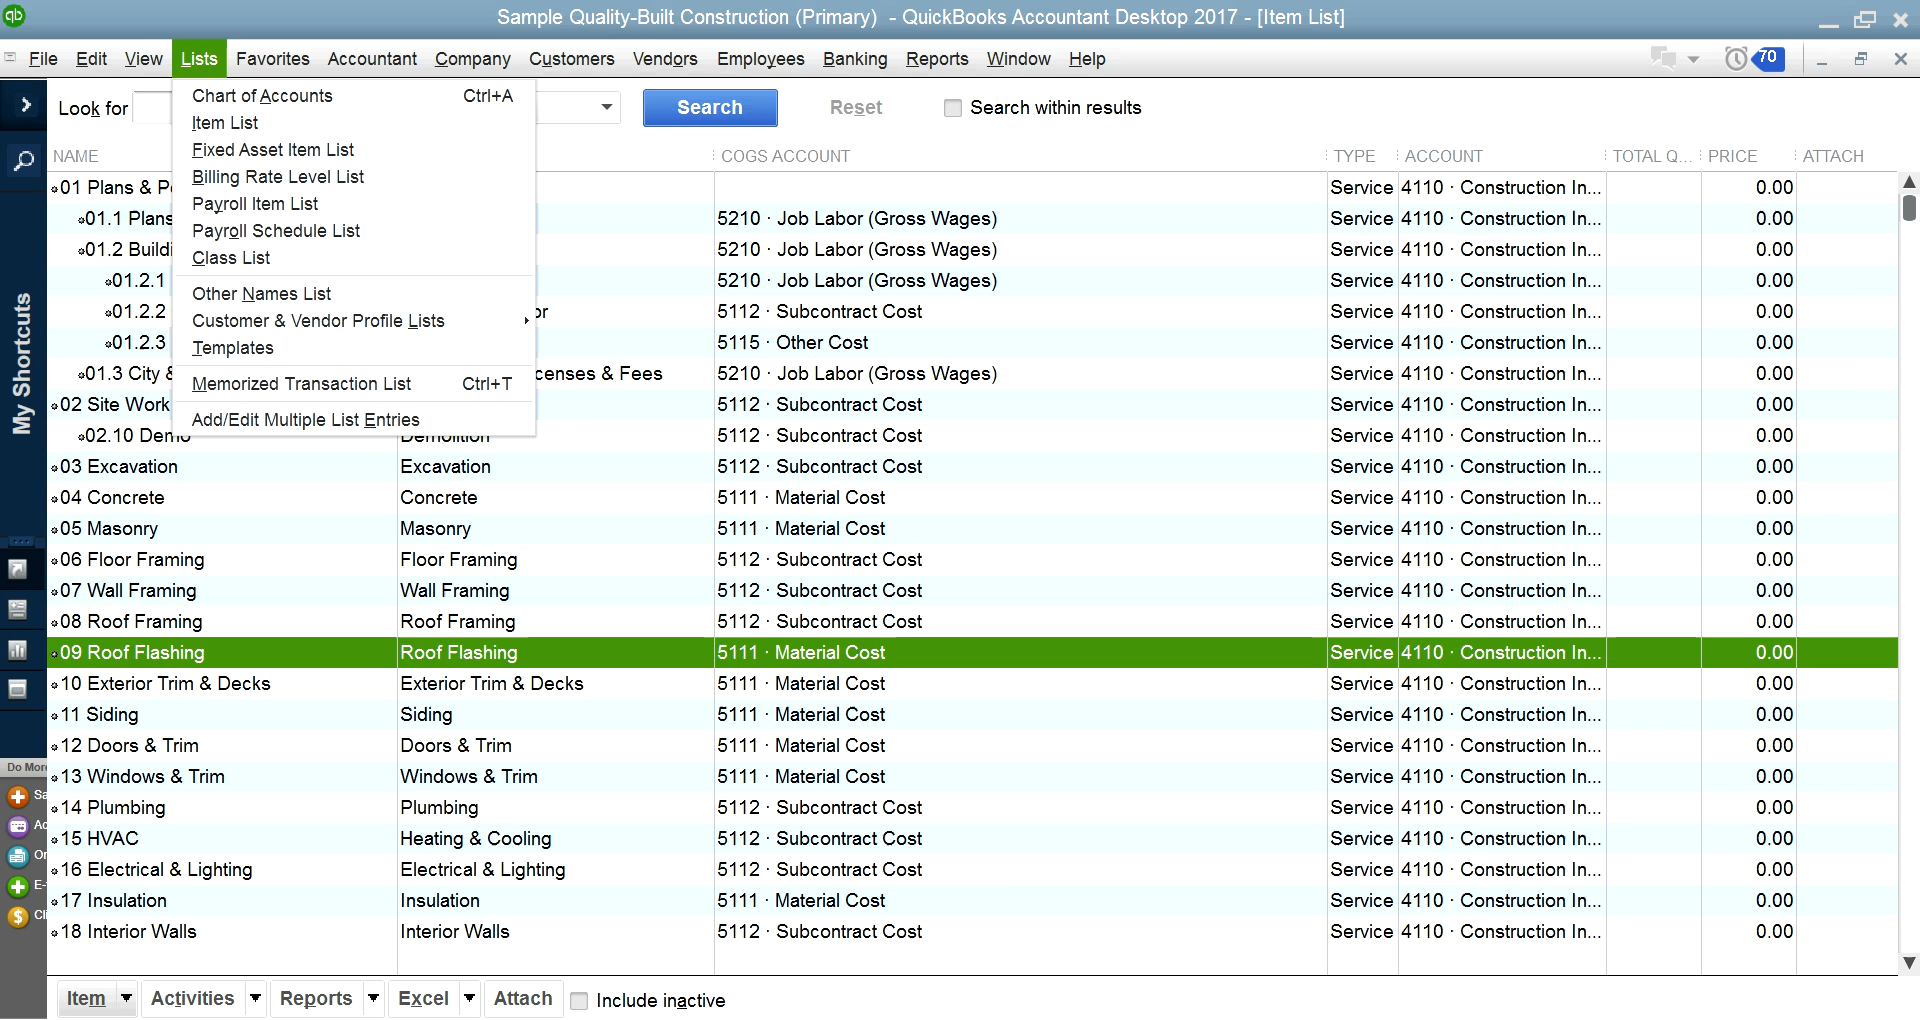 qb
Sample Quality-Built Construction (Primary) - QuickBooks Accountant Desktop 2017 - [Item List]
File Edit View Lists Favorites Accountant Company Customers Vendors Employees Banking Reports Window Help 70
Look for Search Reset Search within results
Chart of Accounts Ctrl+A
Item List
Fixed Asset Item List
Billing Rate Level List
Payroll Item List
Payroll Schedule List
Class List
Other Names List
Customer & Vendor Profile Lists
Templates
Memorized Transaction List Ctrl+T
Add/Edit Multiple List Entries
My Shortcuts
Do More
NAME COGS ACCOUNT TYPE ACCOUNT TOTAL Q... PRICE ATTACH
01 Plans & P Service 4110 · Construction In... 0.00
01.1 Plans 5210 · Job Labor (Gross Wages) Service 4110 · Construction In... 0.00
01.2 Buildi 5210 · Job Labor (Gross Wages) Service 4110 · Construction In... 0.00
01.2.1 5210 · Job Labor (Gross Wages) Service 4110 · Construction In... 0.00
01.2.2 or 5112 · Subcontract Cost Service 4110 · Construction In... 0.00
01.2.3 5115 · Other Cost Service 4110 · Construction In... 0.00
01.3 City & censes & Fees 5210 · Job Labor (Gross Wages) Service 4110 · Construction In... 0.00
02 Site Work 5112 · Subcontract Cost Service 4110 · Construction In... 0.00
02.10 Demo Demolition 5112 · Subcontract Cost Service 4110 · Construction In... 0.00
03 Excavation Excavation 5112 · Subcontract Cost Service 4110 · Construction In... 0.00
04 Concrete Concrete 5111 · Material Cost Service 4110 · Construction In... 0.00
05 Masonry Masonry 5111 · Material Cost Service 4110 · Construction In... 0.00
06 Floor Framing Floor Framing 5112 · Subcontract Cost Service 4110 · Construction In... 0.00
07 Wall Framing Wall Framing 5112 · Subcontract Cost Service 4110 · Construction In... 0.00
08 Roof Framing Roof Framing 5112 · Subcontract Cost Service 4110 · Construction In... 0.00
09 Roof Flashing Roof Flashing 5111 · Material Cost Service 4110 · Construction In... 0.00
10 Exterior Trim & Decks Exterior Trim & Decks 5111 · Material Cost Service 4110 · Construction In... 0.00
11 Siding Siding 5111 · Material Cost Service 4110 · Construction In... 0.00
12 Doors & Trim Doors & Trim 5111 · Material Cost Service 4110 · Construction In... 0.00
13 Windows & Trim Windows & Trim 5111 · Material Cost Service 4110 · Construction In... 0.00
Sa
14 Plumbing Plumbing 5112 · Subcontract Cost Service 4110 · Construction In... 0.00
Ac
15 HVAC Heating & Cooling 5112 · Subcontract Cost Service 4110 · Construction In... 0.00
Or
16 Electrical & Lighting Electrical & Lighting 5112 · Subcontract Cost Service 4110 · Construction In... 0.00
E-
17 Insulation Insulation 5111 · Material Cost Service 4110 · Construction In... 0.00
Cli
18 Interior Walls Interior Walls 5112 · Subcontract Cost Service 4110 · Construction In... 0.00
Item Activities Reports Excel Attach Include inactive